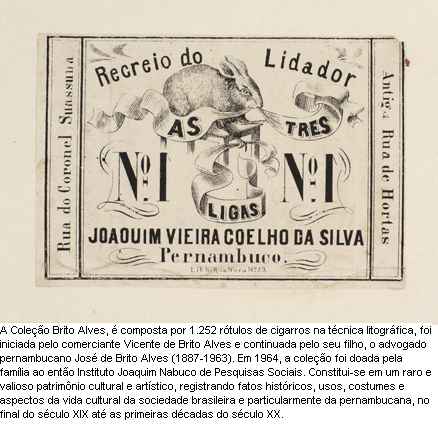 Recreio do Lidador
AS TRES
LIGAS
Nº 1 Nº 1
Rua do Coronel Suassuna
Antiga Rua de Hortas
JOAQUIM VIEIRA COELHO DA SILVA
Pernambuco.
A Coleção Brito Alves, é composta por 1.252 rótulos de cigarros na técnica litográfica, foi
iniciada pelo comerciante Vicente de Brito Alves e continuada pelo seu filho, o advogado
pernambucano José de Brito Alves (1887-1963). Em 1964, a coleção foi doada pela
família ao então Instituto Joaquim Nabuco de Pesquisas Sociais. Constitui-se em um raro e
valioso patrimônio cultural e artístico, registrando fatos históricos, usos, costumes e
aspectos da vida cultural da sociedade brasileira e particularmente da pernambucana, no
final do século XIX até as primeiras décadas do século XX.